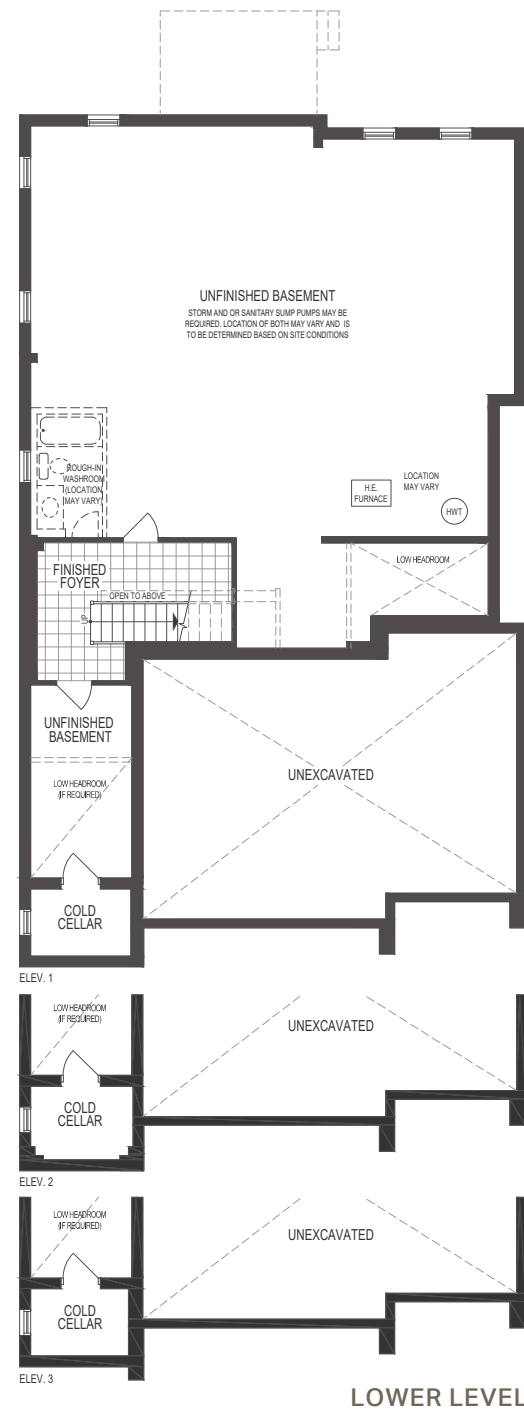 UNFINISHED BASEMENT
STORM AND OR SANITARY SUMP PUMPS MAY BE
REQUIRED. LOCATION OF BOTH MAY VARY AND IS
TO BE DETERMINED BASED ON SITE CONDITIONS
ROUGH-IN
WASHROOM
(LOCATION
MAY VARY)
H.E.
FURNACE
LOCATION
MAY VARY
HWT
FINISHED
FOYER
OPEN TO ABOVE
UP
LOW HEADROOM
UNFINISHED
BASEMENT
LOW HEADROOM
(IF REQUIRED)
UNEXCAVATED
COLD
CELLAR
ELEV. 1
LOW HEADROOM
(IF REQUIRED)
UNEXCAVATED
COLD
CELLAR
ELEV. 2
LOW HEADROOM
(IF REQUIRED)
UNEXCAVATED
COLD
CELLAR
ELEV. 3
LOWER LEVEL